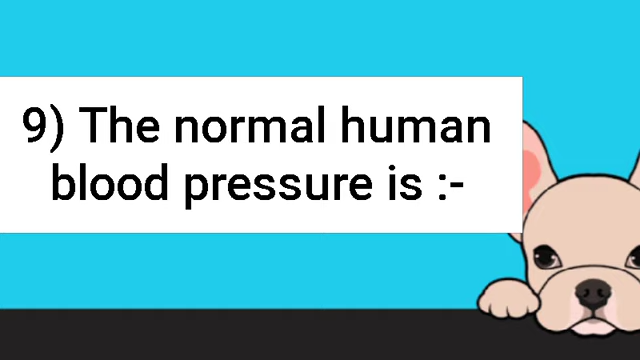 9) The normal human
blood pressure is :-